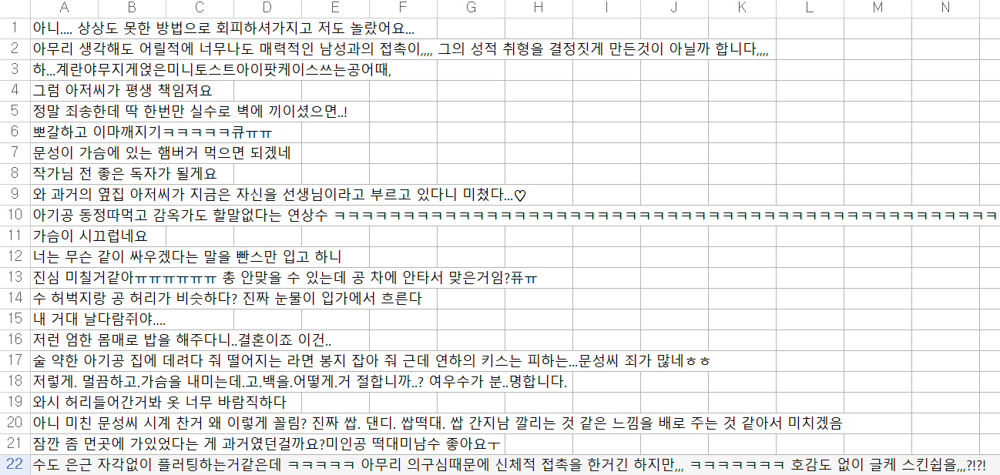 A B C D E F G H I J K L M N
1 아니.... 상상도 못한 방법으로 회피하셔가지고 저도 놀랐어요...
2 아무리 생각해도 어릴적에 너무나도 매력적인 남성과의 접촉이,,,, 그의 성적 취형을 결정짓게 만든것이 아닐까 합니다,,,,
3 하...계란야무지게얹은미니토스트아이팟케이스쓰는공어때,
4 그럼 아저씨가 평생 책임져요
5 정말 죄송한데 딱 한번만 실수로 벽에 끼이셨으면..!
6 뽀갈하고 이마깨지기ㅋㅋㅋㅋㅋ큐ㅠㅠ
7 문성이 가슴에 있는 햄버거 먹으면 되겠네
8 작가님 전 좋은 독자가 될게요
9 와 과거의 옆집 아저씨가 지금은 자신을 선생님이라고 부르고 있다니 미쳤다...♡
10 아기공 동정따먹고 감옥가도 할말없다는 연상수 ㅋㅋㅋㅋㅋㅋㅋㅋㅋㅋㅋㅋㅋㅋㅋㅋㅋㅋㅋㅋㅋㅋㅋㅋㅋㅋㅋㅋㅋㅋㅋㅋㅋㅋㅋㅋㅋㅋㅋㅋㅋㅋㅋㅋㅋㅋㅋㅋ
11 가슴이 시끄럽네요
12 너는 무슨 같이 싸우겠다는 말을 빤스만 입고 하니
13 진심 미칠거같아ㅠㅠㅠㅠㅠㅠ 총 안맞을 수 있는데 공 차에 안타서 맞은거임?퓨ㅠ
14 수 허벅지랑 공 허리가 비슷하다? 진짜 눈물이 입가에서 흐른다
15 내 거대 날다람쥐야....
16 저런 엄한 몸매로 밥을 해주다니..결혼이죠 이건..
17 술 약한 아기공 집에 데려다 줘 떨어지는 라면 봉지 잡아 줘 근데 연하의 키스는 피하는...문성씨 죄가 많네ㅎㅎ
18 저렇게. 멀끔하고.가슴을 내미는데.고.백을.어떻게.거 절합니까..? 여우수가 분..명합니다.
19 와시 허리들어간거봐 옷 너무 바람직하다
20 아니 미친 문성씨 시계 찬거 왜 이렇게 꼴림? 진짜 쌉. 댄디. 쌉떡대. 쌉 간지남 깔리는 것 같은 느낌을 배로 주는 것 같아서 미치겠음
21 잠깐 좀 먼곳에 가있었다는 게 과거였던걸까요?미인공 떡대미남수 좋아요ㅜ
22 수도 은근 자각없이 플러팅하는거같은데 ㅋㅋㅋㅋㅋ 아무리 의구심때문에 신체적 접촉을 한거긴 하지만,,, ㅋㅋㅋㅋㅋㅋㅋ 호감도 없이 글케 스킨쉽을,,,?!?!